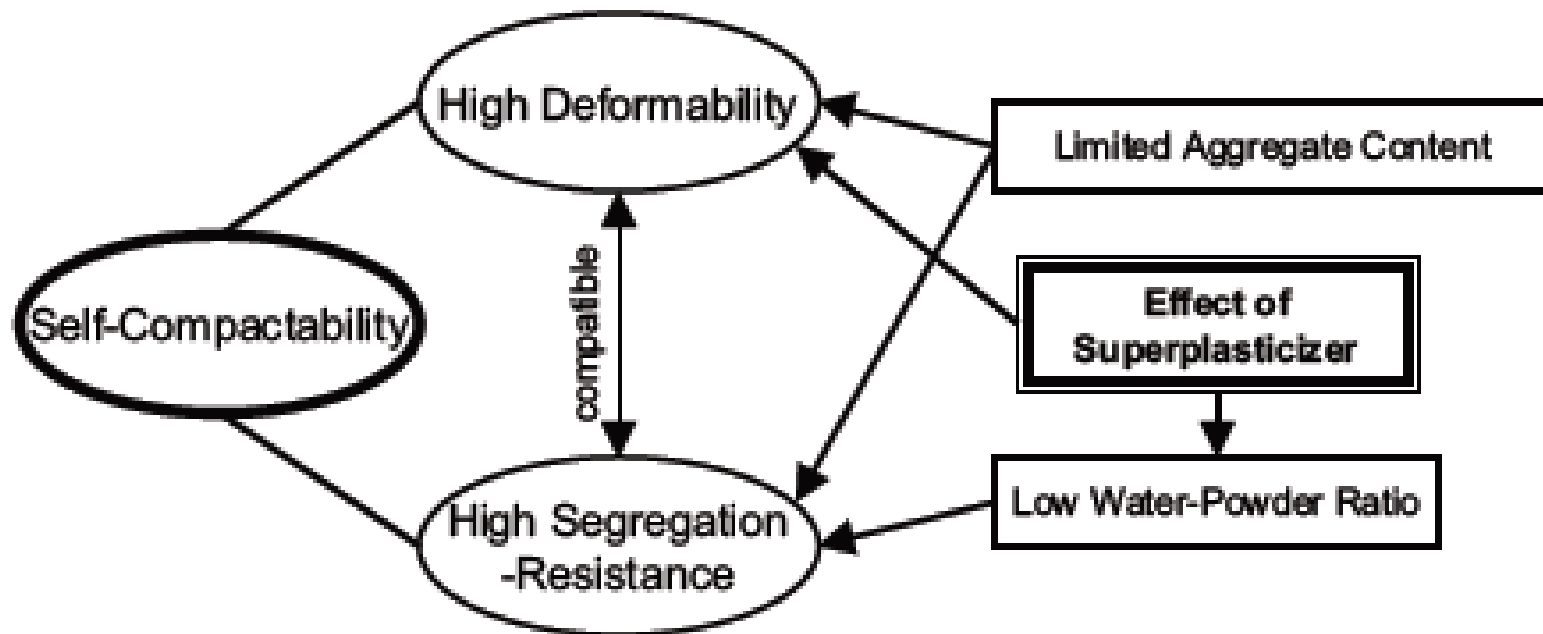 High Deformability
Limited Aggregate Content
Self-Compactability
compatible
Effect of
Superplasticizer
High Segregation
-Resistance
Low Water-Powder Ratio